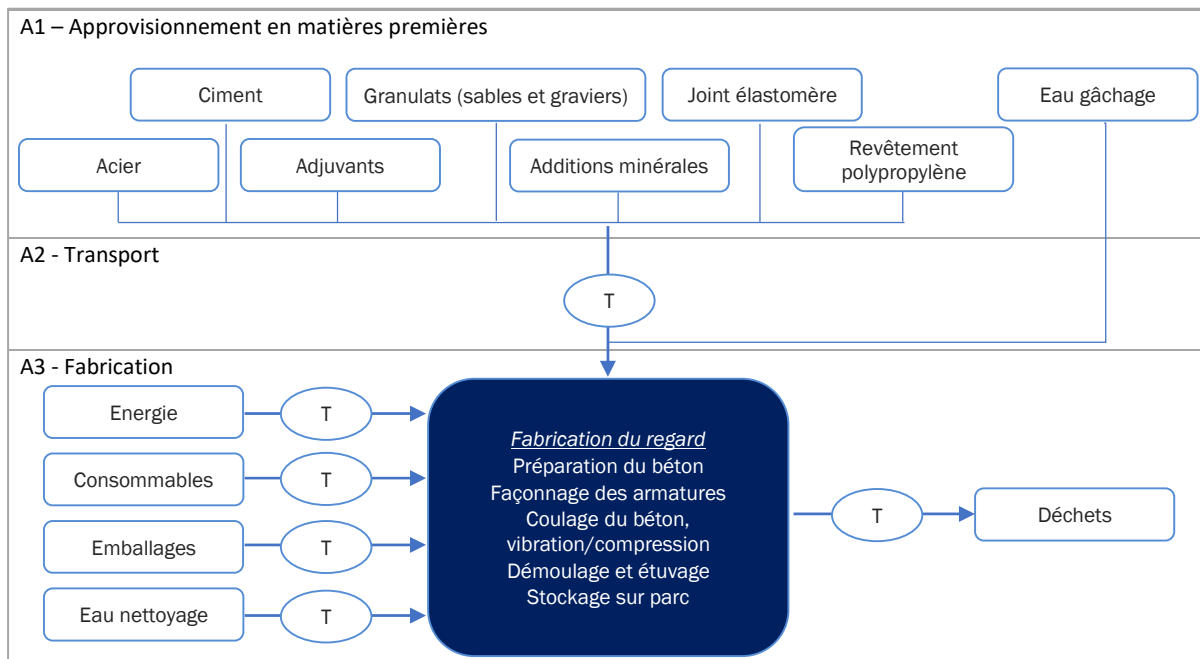 A1 – Approvisionnement en matières premières
Ciment
Granulats (sables et graviers)
Joint élastomère
Eau gâchage
Acier
Adjuvants
Additions minérales
Revêtement
polypropylène
A2 - Transport
T
A3 - Fabrication
Energie
T
Consommables
T
Emballages
T
Eau nettoyage
T
Fabrication du regard
Préparation du béton
Façonnage des armatures
Coulage du béton,
vibration/compression
Démoulage et étuvage
Stockage sur parc
T
Déchets